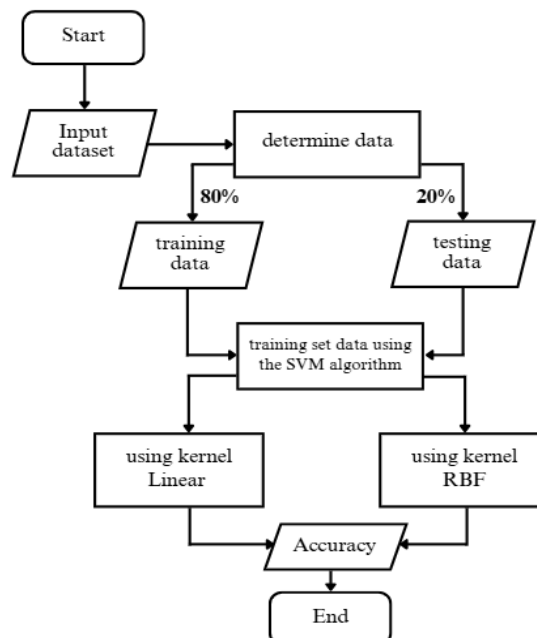 Start
Input
dataset
determine data
80%
20%
training
data
testing
data
training set data using
the SVM algorithm
using kernel
Linear
using kernel
RBF
Accuracy
End